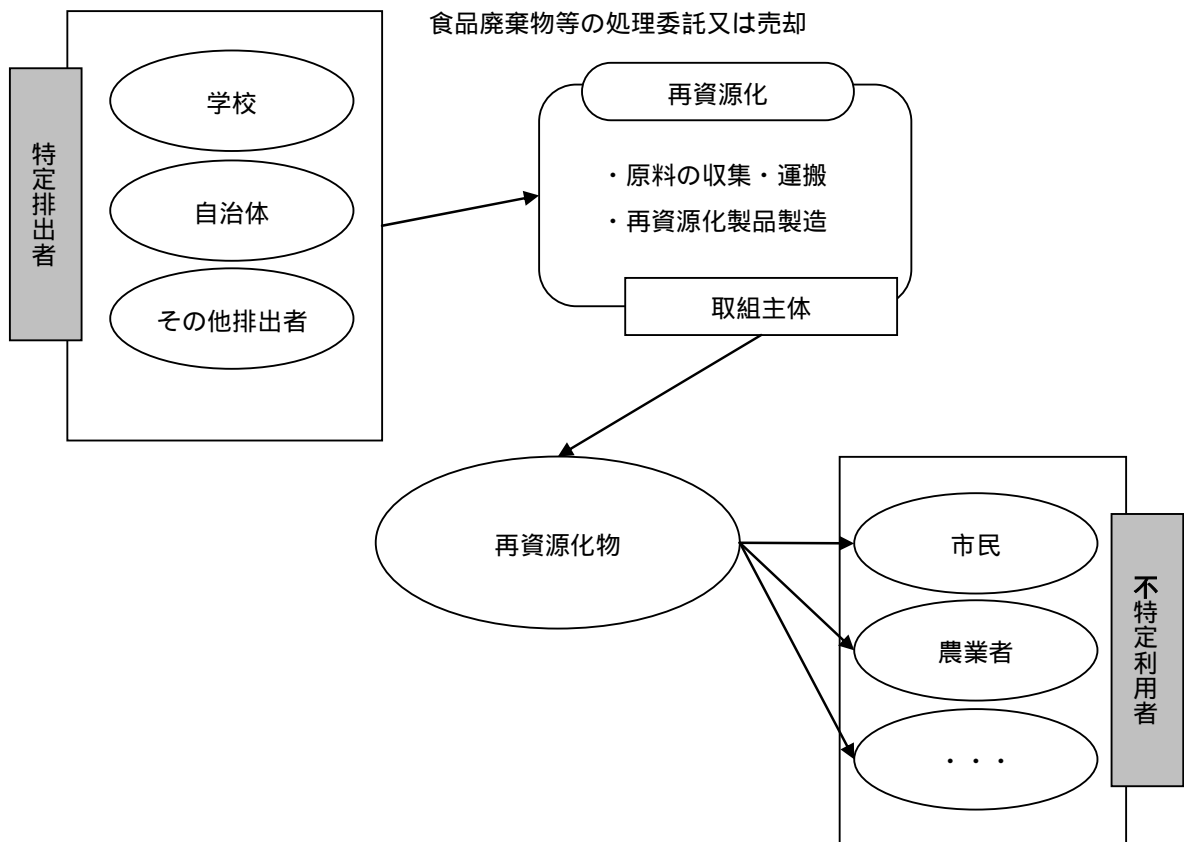 食品廃棄物等の処理委託又は売却
特定排出者
学校
自治体
その他排出者
再資源化
・原料の収集・運搬
・再資源化製品製造
取組主体
再資源化物
市民
農業者
・・・
不特定利用者